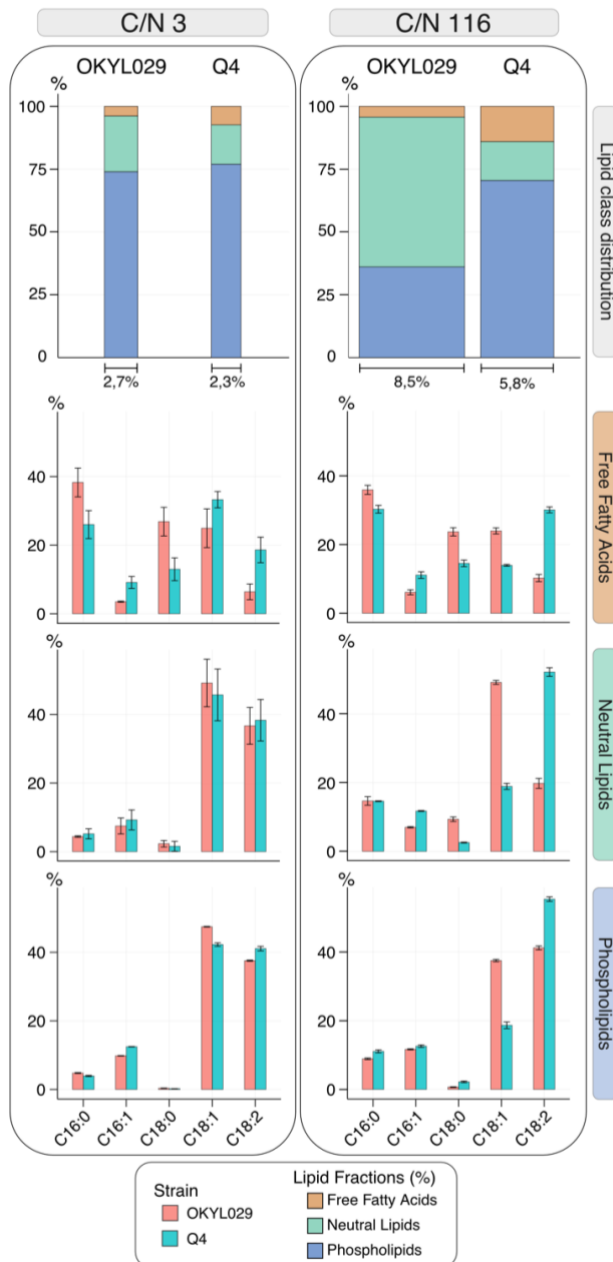 C/N 3
C/N 116
OKYL029 Q4
OKYL029 Q4
%
100
75
50
25
0
2,7% 2,3%
%
8,5% 5,8%
Lipid class distribution
%
40
20
0
%
Free Fatty Acids
%
40
20
0
%
Neutral Lipids
%
40
20
0
C16:0 C16:1 C18:0 C18:1 C18:2
%
C16:0 C16:1 C18:0 C18:1 C18:2
Phospholipids
Strain
OKYL029
Q4
Lipid Fractions (%)
Free Fatty Acids
Neutral Lipids
Phospholipids